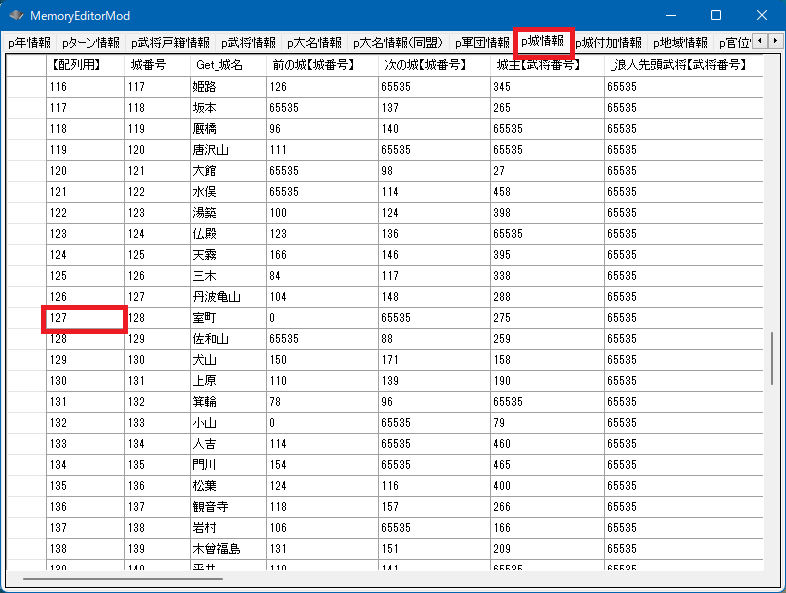 MemoryEditorMod
p年情報 pターン情報 p武将戸籍情報 p武将情報 p大名情報 p大名情報(同盟) p軍団情報 p城情報 p城付加情報 p地域情報 p官位
【配列用】 城番号 Get_城名 前の城【城番号】 次の城【城番号】 城主【武将番号】 _浪人先頭武将【武将番号】
116 117 姫路 126 65535 345 65535
117 118 坂本 65535 137 265 65535
118 119 厩橋 96 140 65535 65535
119 120 唐沢山 111 65535 65535 65535
120 121 大館 65535 98 27 65535
121 122 水俣 65535 114 458 65535
122 123 湯築 100 124 398 65535
123 124 仏殿 123 136 65535 65535
124 125 天霧 166 146 395 65535
125 126 三木 84 117 338 65535
126 127 丹波亀山 104 148 288 65535
127 128 室町 0 65535 275 65535
128 129 佐和山 65535 88 259 65535
129 130 犬山 150 171 158 65535
130 131 上原 110 139 190 65535
131 132 箕輪 78 96 65535 65535
132 133 小山 0 65535 79 65535
133 134 人吉 114 65535 460 65535
134 135 門川 154 65535 465 65535
135 136 松葉 124 116 400 65535
136 137 観音寺 118 157 266 65535
137 138 岩村 106 65535 166 65535
138 139 木曾福島 131 151 209 65535
139 140 平井 110 141 65535 65535